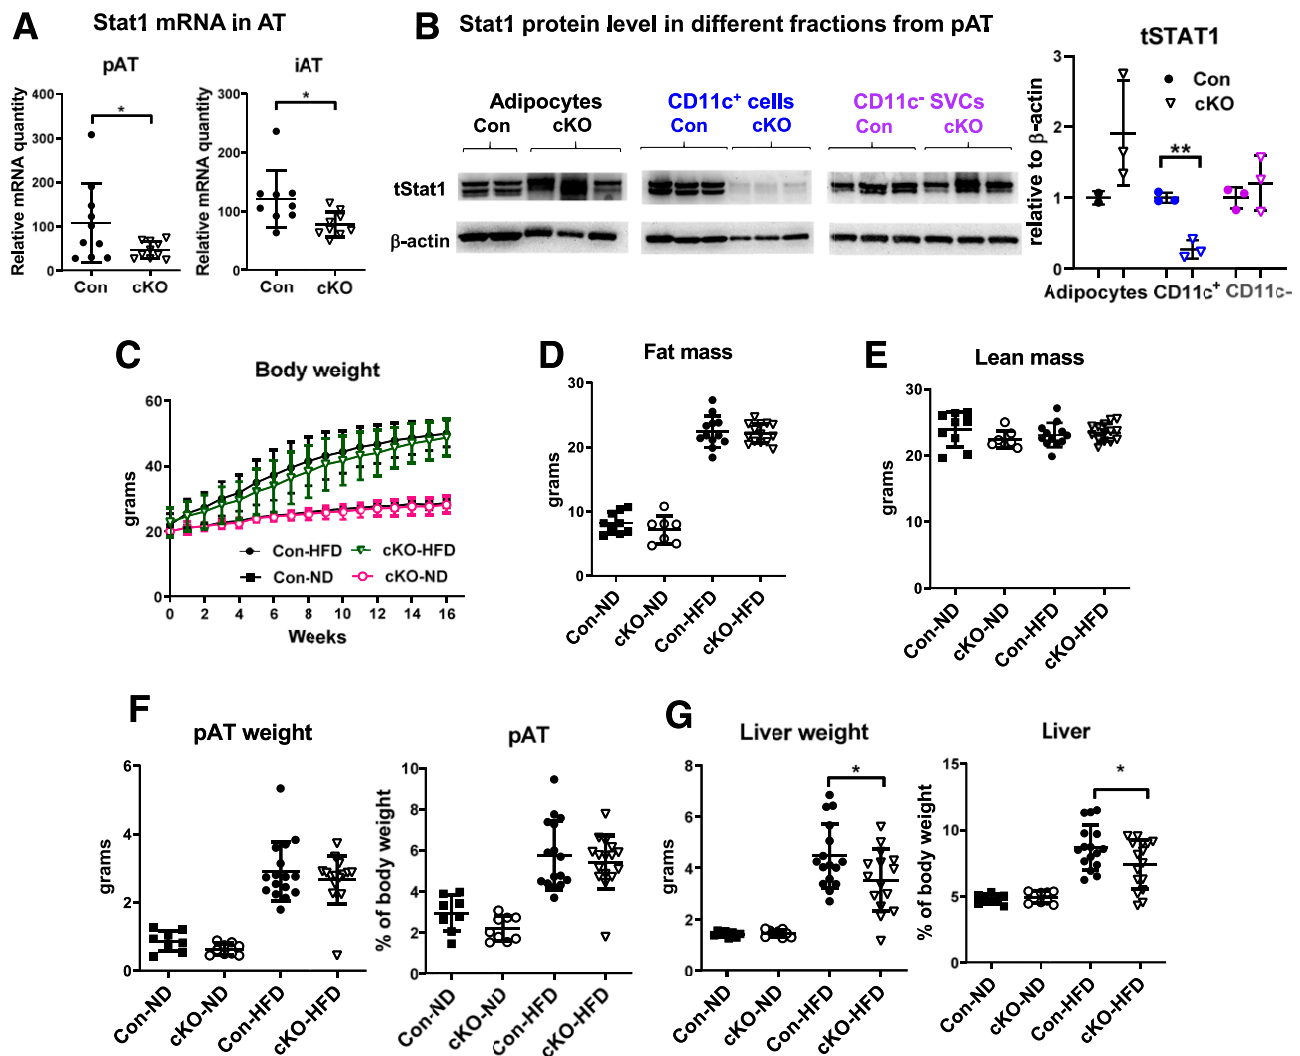 A
Stat1 mRNA in AT
pAT
Relative mRNA quantity
400
300
200
100
0
*
Con
cKO
iAT
Relative mRNA quantity
300
200
100
0
*
Con
cKO
B
Stat1 protein level in different fractions from pAT
Adipocytes
Con
cKO
CD11c+ cells
Con
cKO
CD11c- SVCs
Con
cKO
tStat1
β-actin
tSTAT1
relative to β-actin
3
2
1
0
Con
cKO
**
Adipocytes CD11c+ CD11c-
C
Body weight
grams
60
40
20
0
Con-HFD
cKO-HFD
Con-ND
cKO-ND
0 2 4 6 8 10 12 14 16
Weeks
D
Fat mass
grams
30
20
10
0
Con-ND
cKO-ND
Con-HFD
cKO-HFD
E
Lean mass
grams
30
20
10
0
Con-ND
cKO-ND
Con-HFD
cKO-HFD
F
pAT weight
grams
6
4
2
0
Con-ND
cKO-ND
Con-HFD
cKO-HFD
pAT
% of body weight
10
8
6
4
2
0
Con-ND
cKO-ND
Con-HFD
cKO-HFD
G
Liver weight
grams
8
6
4
2
0
*
Con-ND
cKO-ND
Con-HFD
cKO-HFD
Liver
% of body weight
15
10
5
0
*
Con-ND
cKO-ND
Con-HFD
cKO-HFD